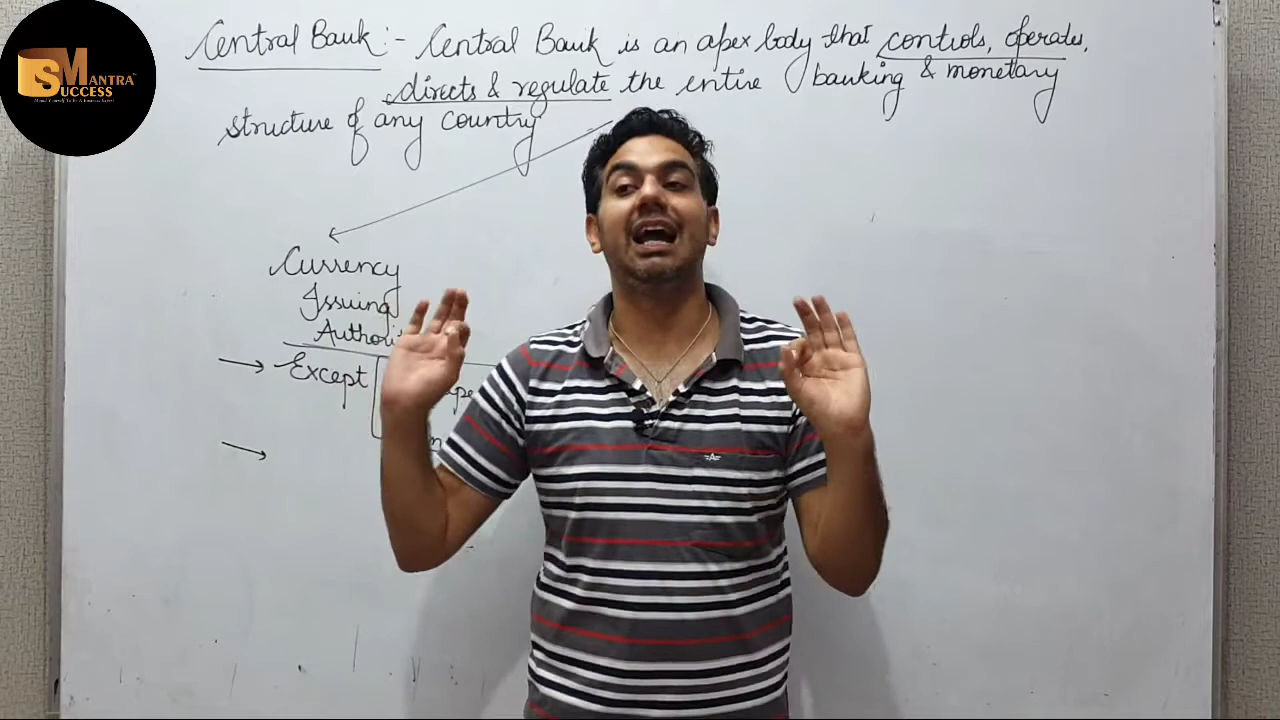 Central Bank :- Central Bank is an apex body that controls, operates,
directs & regulate the entire banking & monetary
structure of any country
Currency
Issuing
Except
SUCCESS MANTRA™